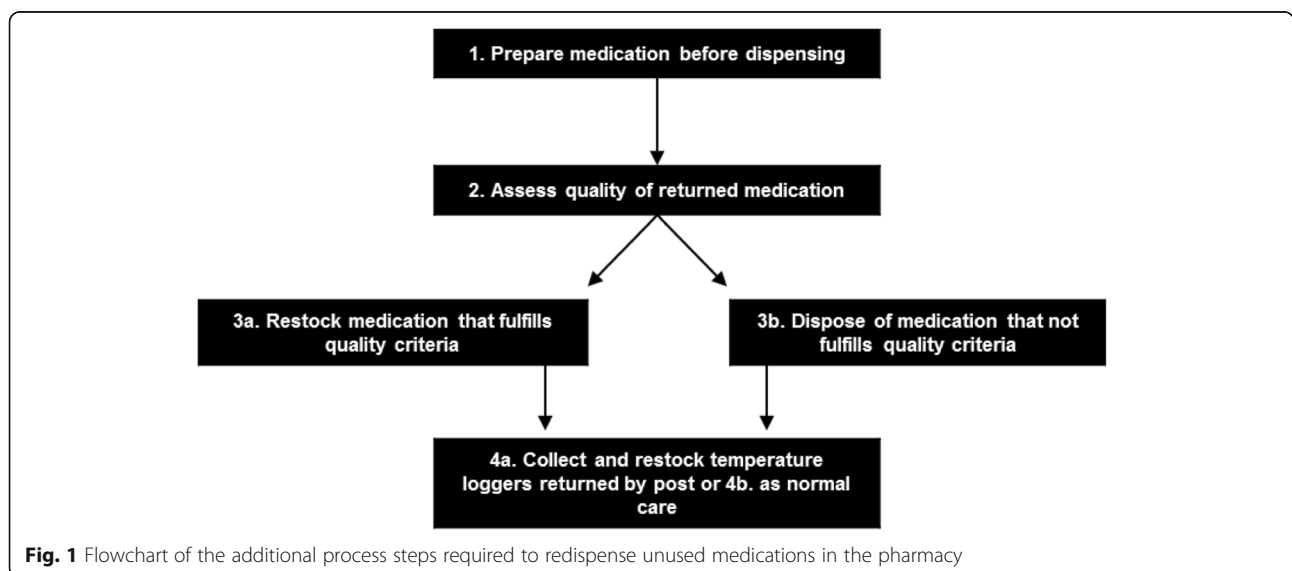 1. Prepare medication before dispensing
2. Assess quality of returned medication
3a. Restock medication that fulfills
quality criteria
3b. Dispose of medication that not
fulfills quality criteria
4a. Collect and restock temperature
loggers returned by post or 4b. as normal
care
Fig. 1 Flowchart of the additional process steps required to redispense unused medications in the pharmacy